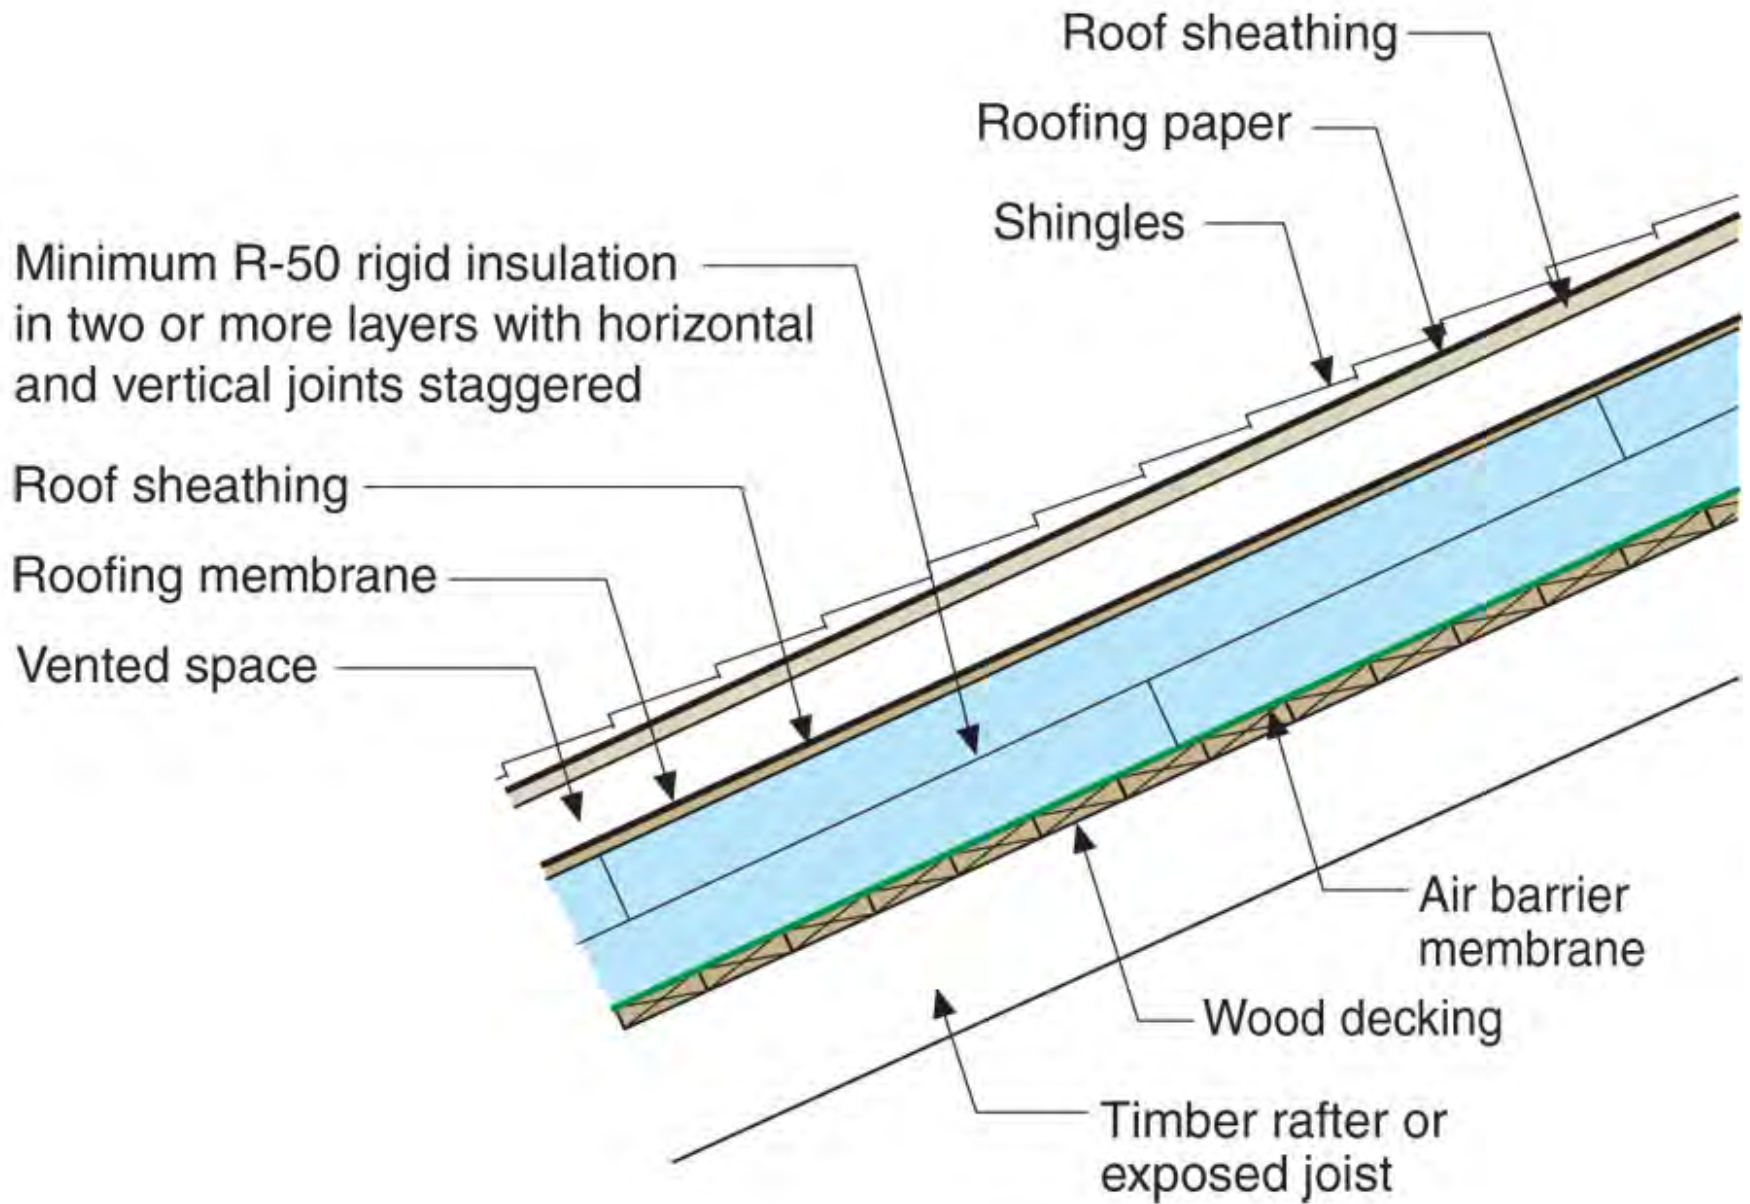 Roof sheathing
Roofing paper
Shingles
Minimum R-50 rigid insulation
in two or more layers with horizontal
and vertical joints staggered
Roof sheathing
Roofing membrane
Vented space
Air barrier
membrane
Wood decking
Timber rafter or
exposed joist